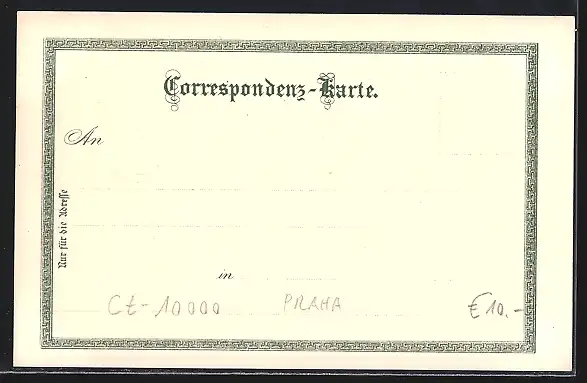 Correspondenz-Karte.
An
Nur für die Adresse
in
Ct-10000 PRAHA €10.-